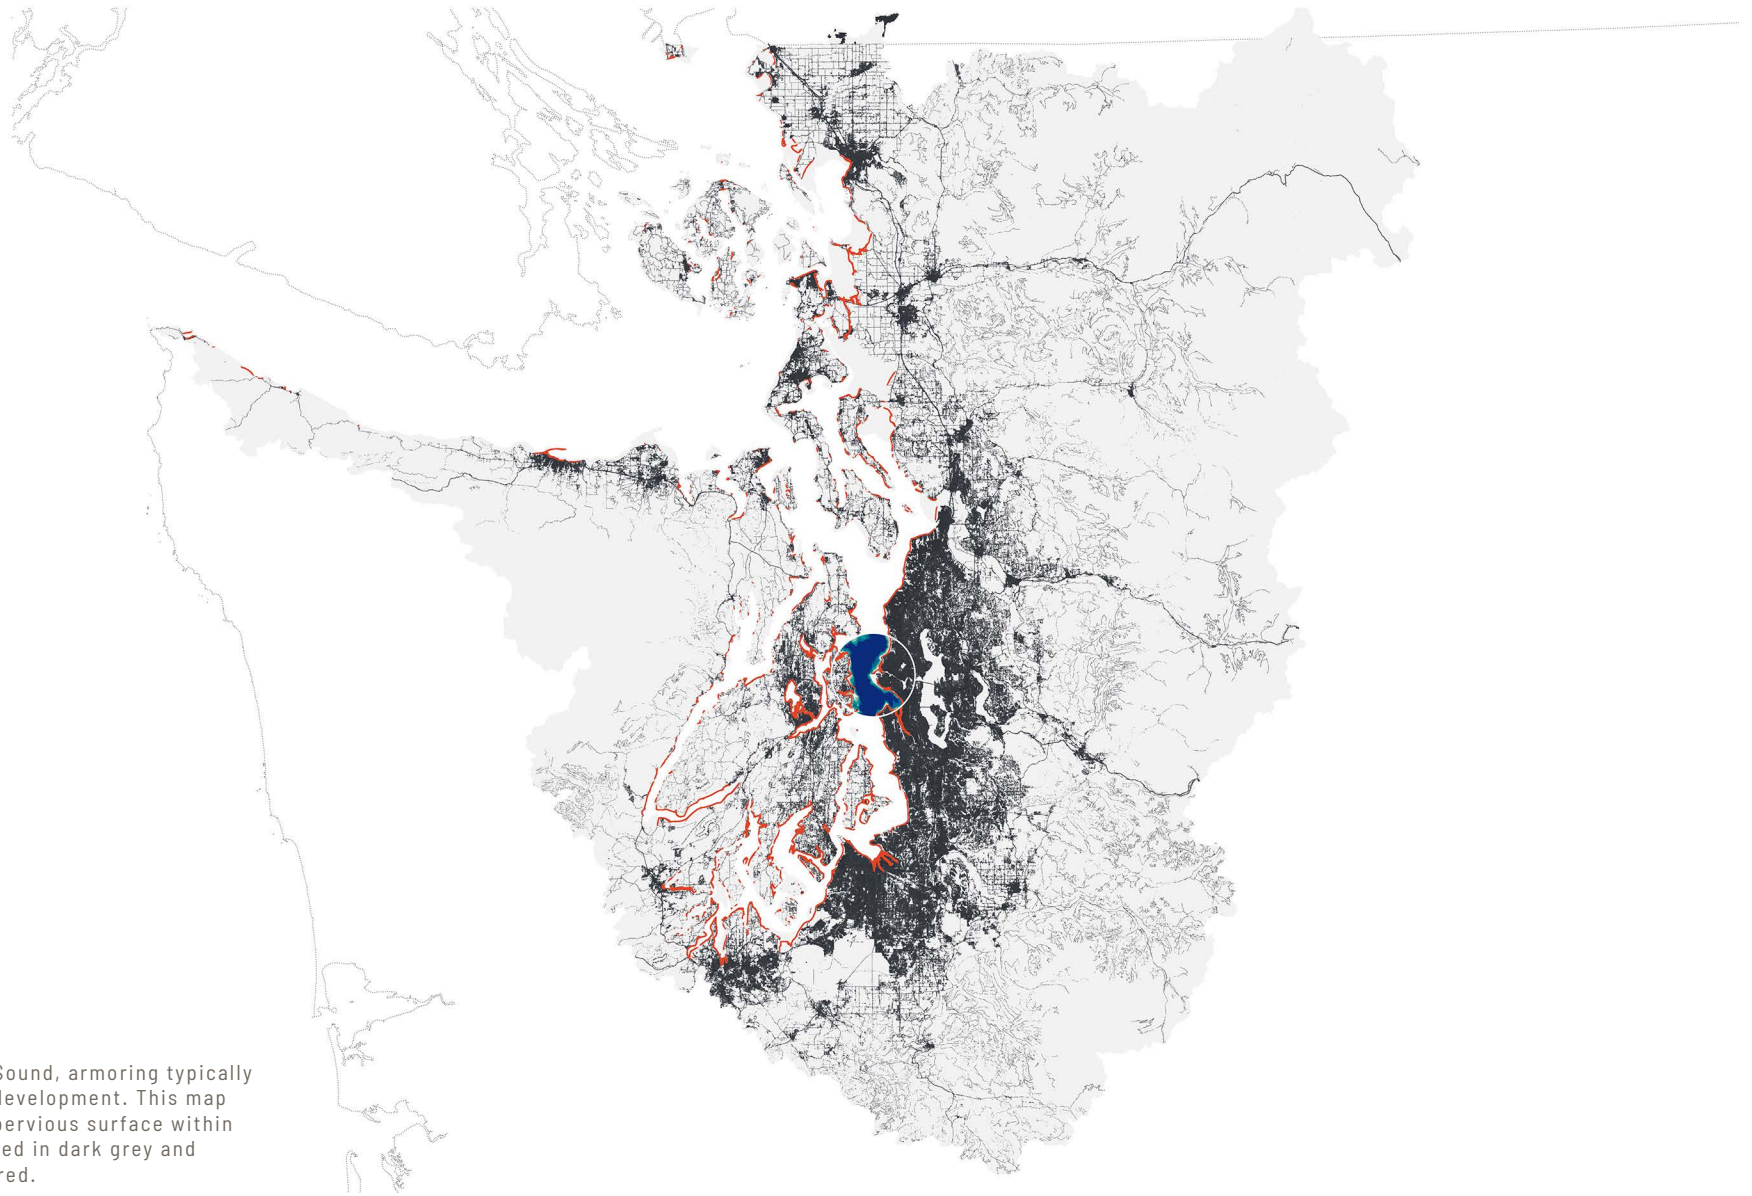 Sound, armoring typically
development. This map
pervious surface within
ed in dark grey and
red.